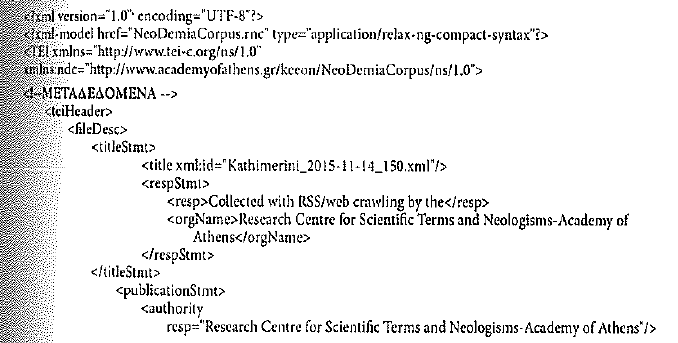 <?xml version="1.0" encoding="UTF-8"?>
<?xml-model href="NeoDemiaCorpus.rnc" type="application/relax-ng-compact-syntax"?>
<TEI xmlns="http://www.tei-c.org/ns/1.0"
xmlns:ndc="http://www.academyofathens.gr/keeon/NeoDemiaCorpus/ns/1.0">
<!--ΜΕΤΑΔΕΔΟΜΕΝΑ -->
<teiHeader>
<fileDesc>
<titleStmt>
<title xml:id="Kathimerini_2015-11-14_150.xml"/>
<respStmt>
<resp>Collected with RSS/web crawling by the</resp>
<orgName>Research Centre for Scientific Terms and Neologisms-Academy of
Athens</orgName>
</respStmt>
</titleStmt>
<publicationStmt>
<authority
resp="Research Centre for Scientific Terms and Neologisms-Academy of Athens"/>